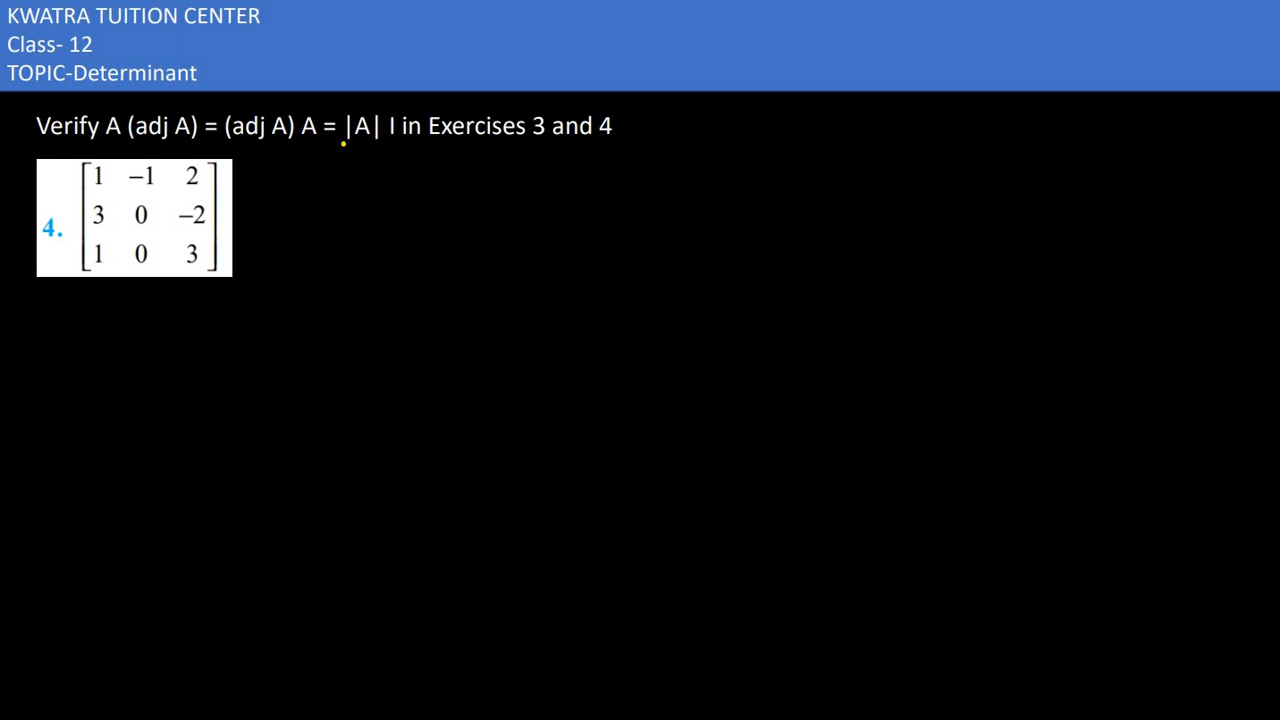 KWATRA TUITION CENTER
Class- 12
TOPIC-Determinant
Verify A (adj A) = (adj A) A = |A| I in Exercises 3 and 4
1 –1 2
4. 3 0 –2
1 0 3